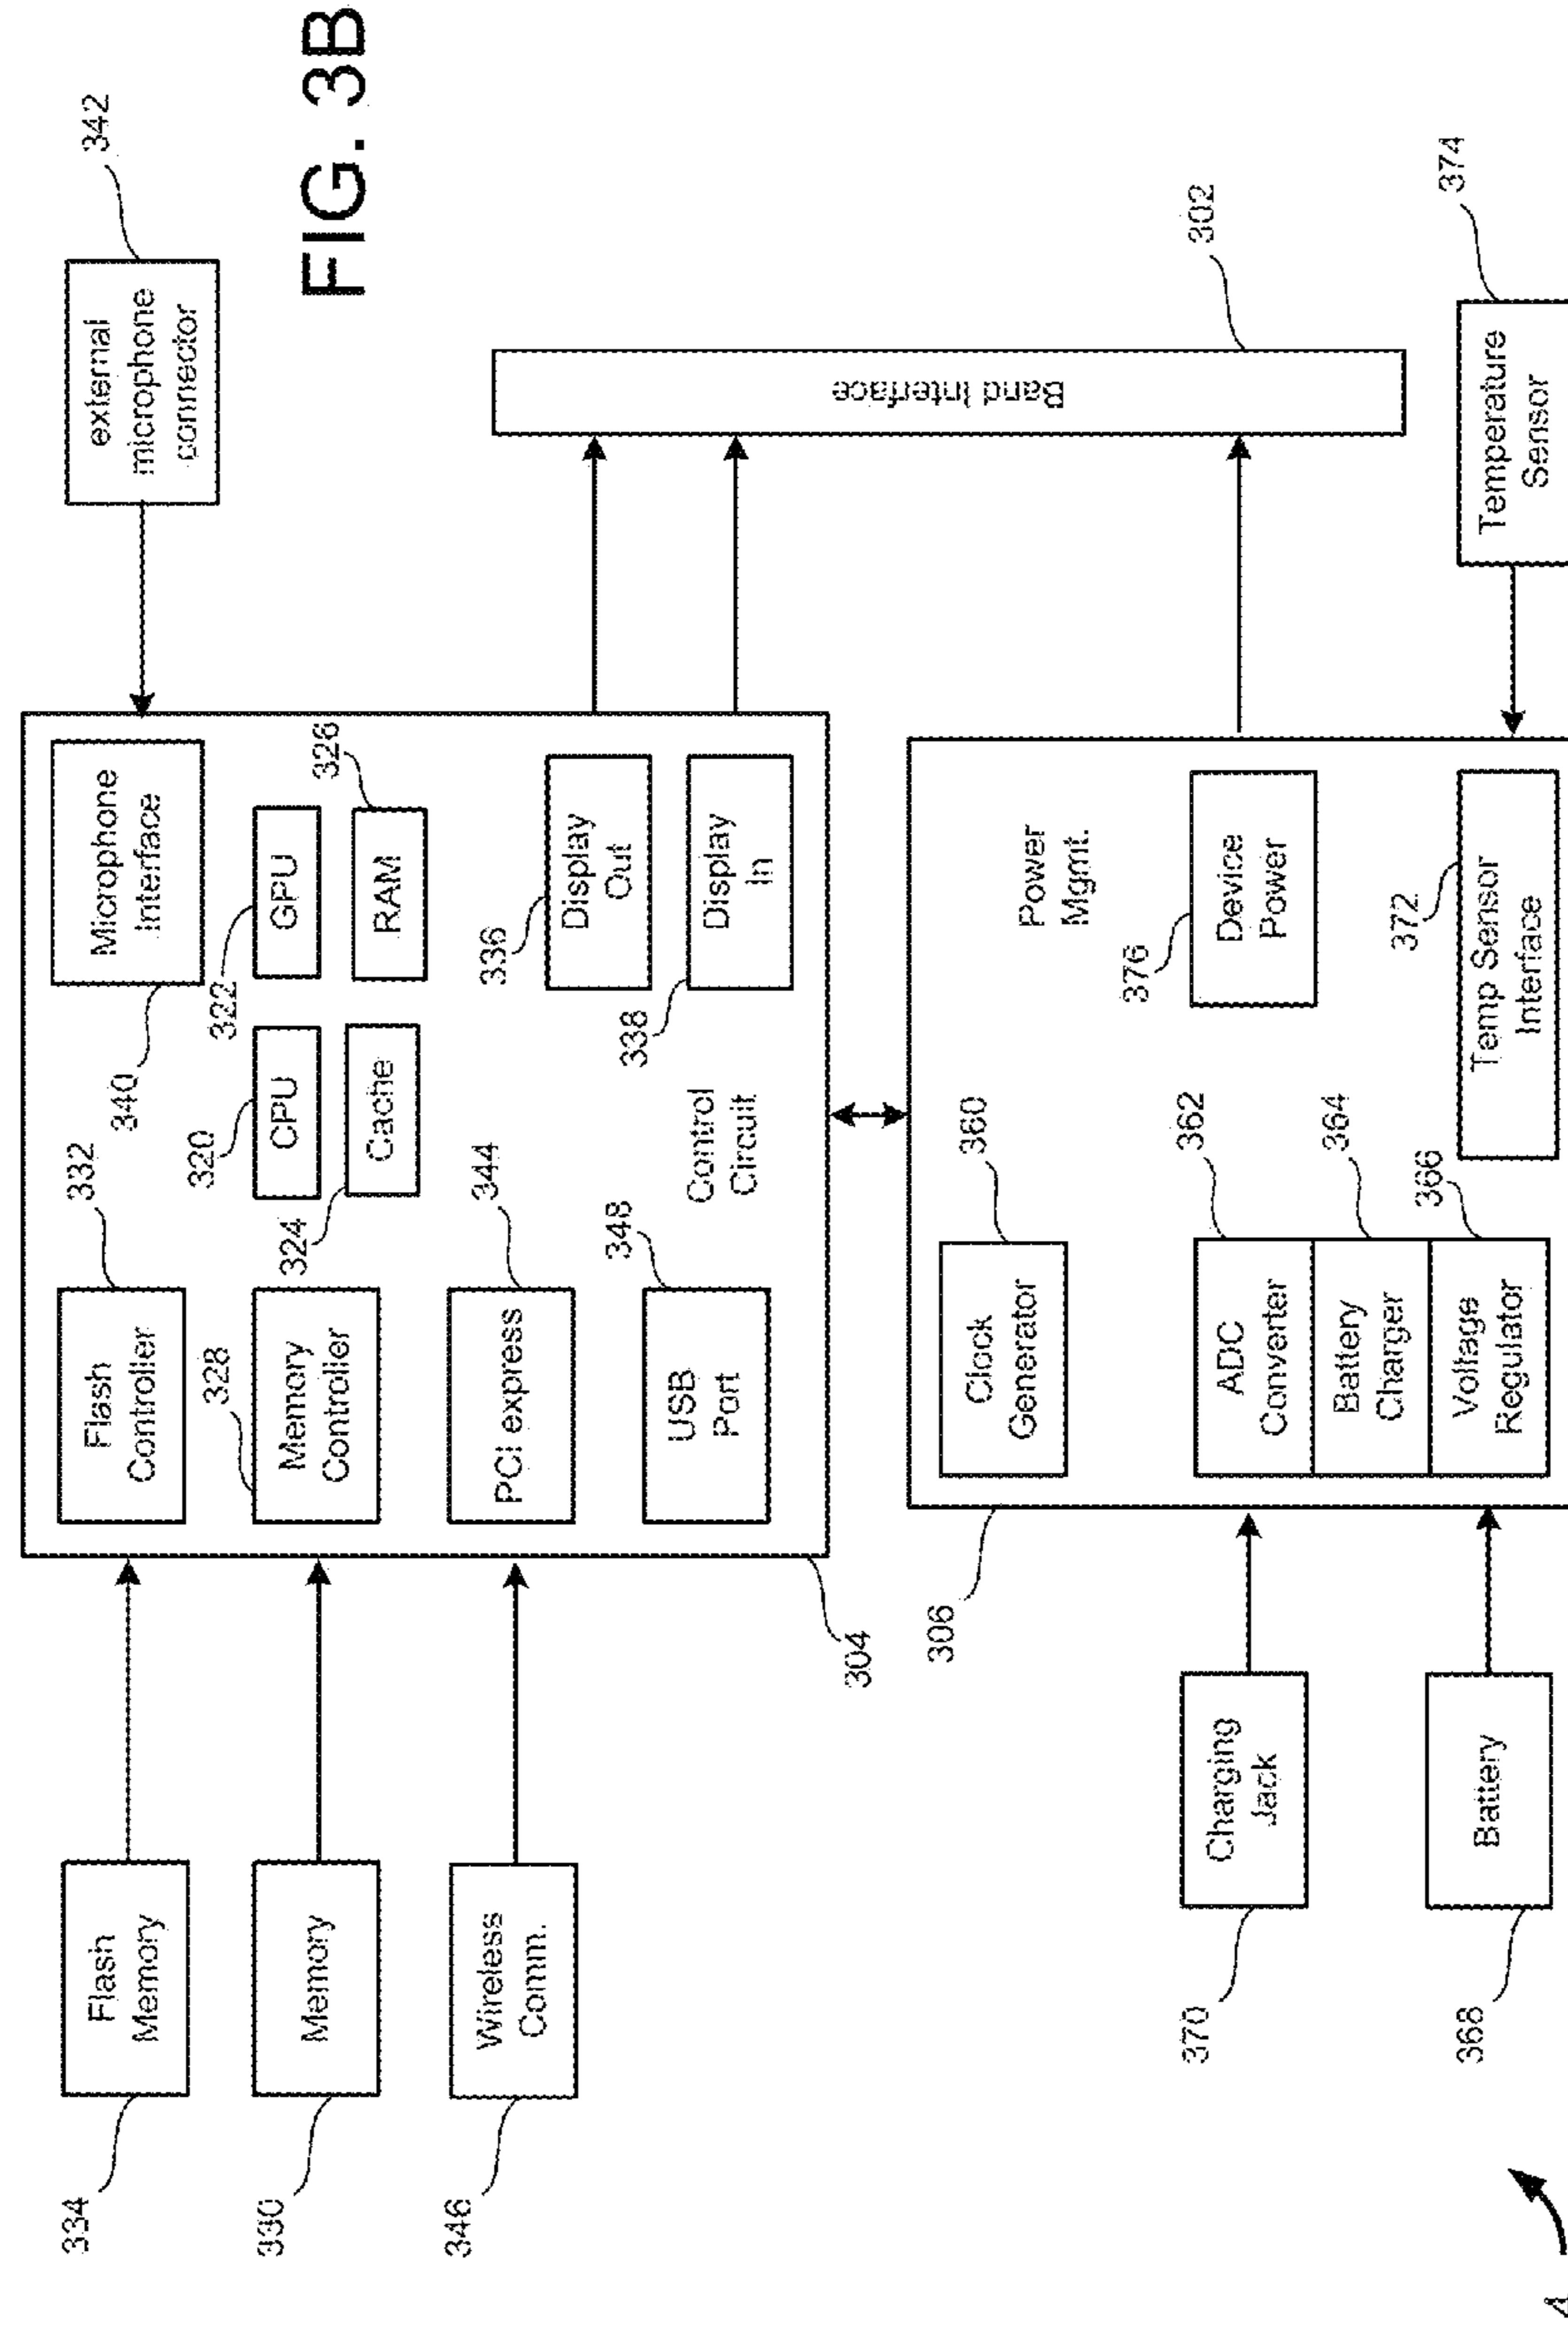 FIG. 3B
334
Flash
Memory
330
Memory
346
Wireless
Comm.
332
Flash
Controller
328
Memory
Controller
344
PCI express
348
USB
Port
320
CPU
324
Cache
322
GPU
326
RAM
340
Microphone
Interface
336
Display
Out
338
Display
In
Control
Circuit
304
342
external
microphone
connector
302
Band Interface
306
360
Clock
Generator
362
ADC
Converter
364
Battery
Charger
366
Voltage
Regulator
Power
Mgmt.
376
Device
Power
372
Temp Sensor
Interface
374
Temperature
Sensor
370
Charging
Jack
368
Battery